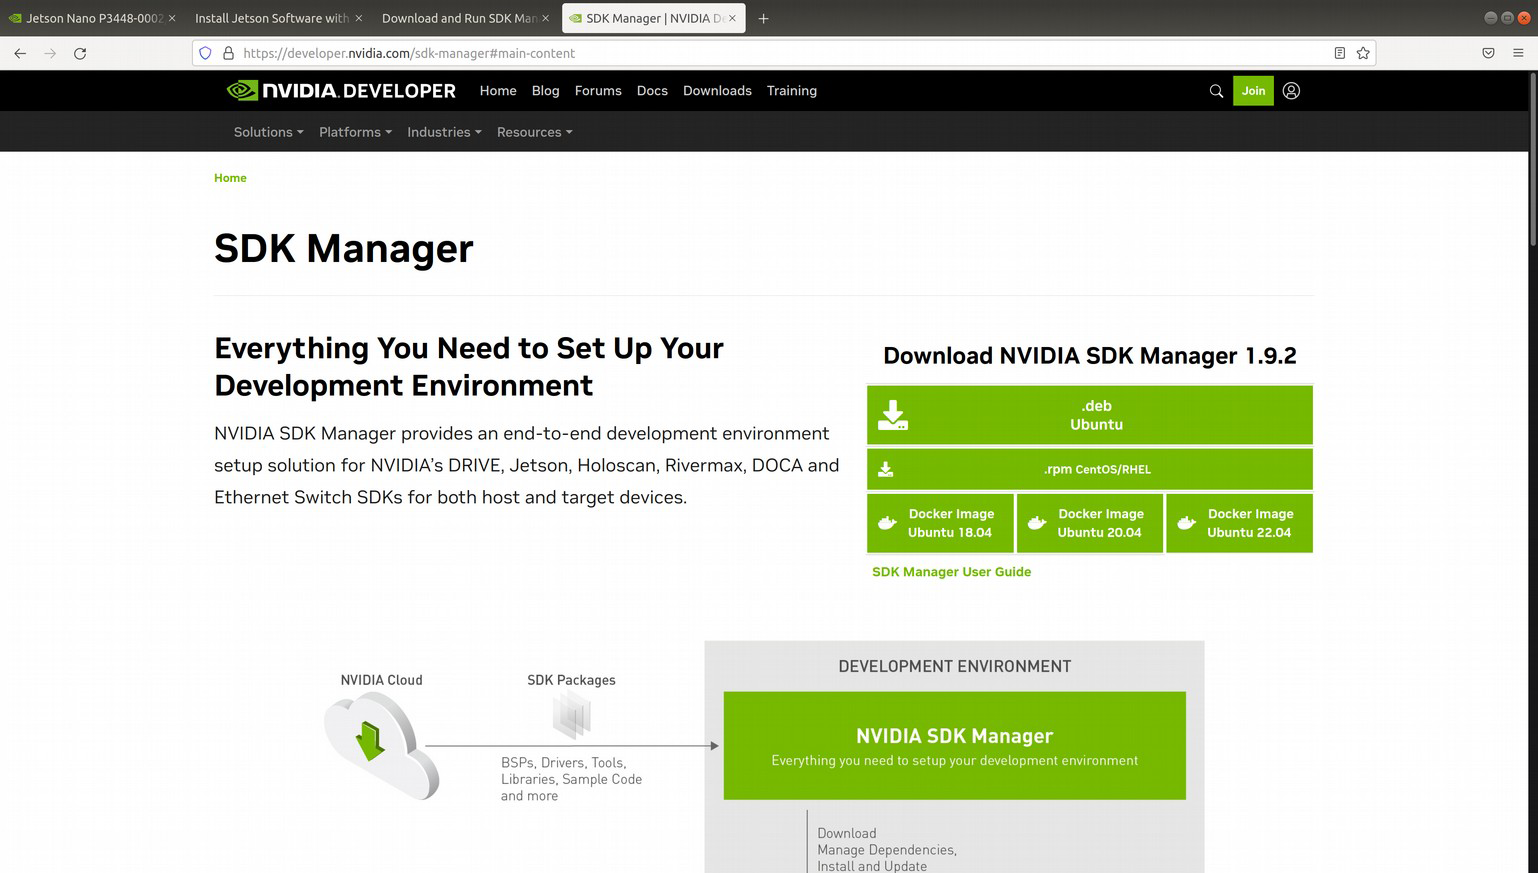 Jetson Nano P3448-0002
Install Jetson Software with
Download and Run SDK Man
SDK Manager | NVIDIA De
https://developer.nvidia.com/sdk-manager#main-content
NVIDIA. DEVELOPER
Home
Blog
Forums
Docs
Downloads
Training
Join
Solutions
Platforms
Industries
Resources
Home
SDK Manager
Everything You Need to Set Up Your
Development Environment
NVIDIA SDK Manager provides an end-to-end development environment
setup solution for NVIDIA’s DRIVE, Jetson, Holoscan, Rivermax, DOCA and
Ethernet Switch SDKs for both host and target devices.
Download NVIDIA SDK Manager 1.9.2
.deb
Ubuntu
.rpm CentOS/RHEL
Docker Image
Ubuntu 18.04
Docker Image
Ubuntu 20.04
Docker Image
Ubuntu 22.04
SDK Manager User Guide
NVIDIA Cloud
SDK Packages
BSPs, Drivers, Tools,
Libraries, Sample Code
and more
DEVELOPMENT ENVIRONMENT
NVIDIA SDK Manager
Everything you need to setup your development environment
Download
Manage Dependencies,
Install and Update